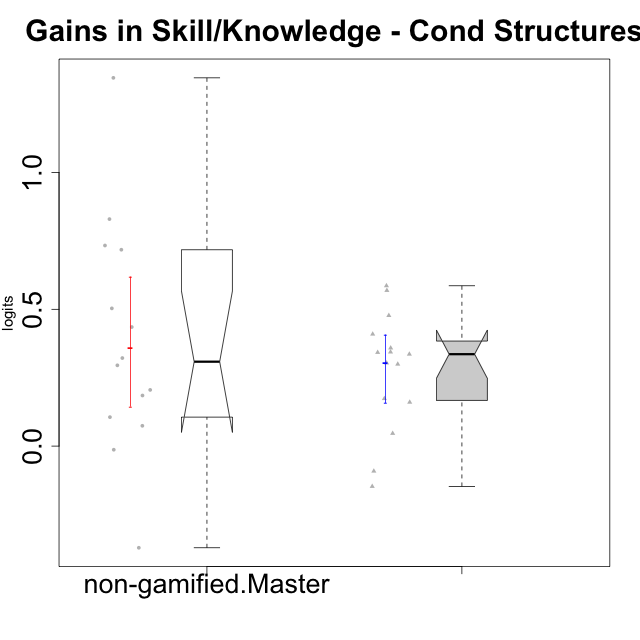 Gains in Skill/Knowledge - Cond Structures
logits
1.0
0.5
0.0
non-gamified.Master